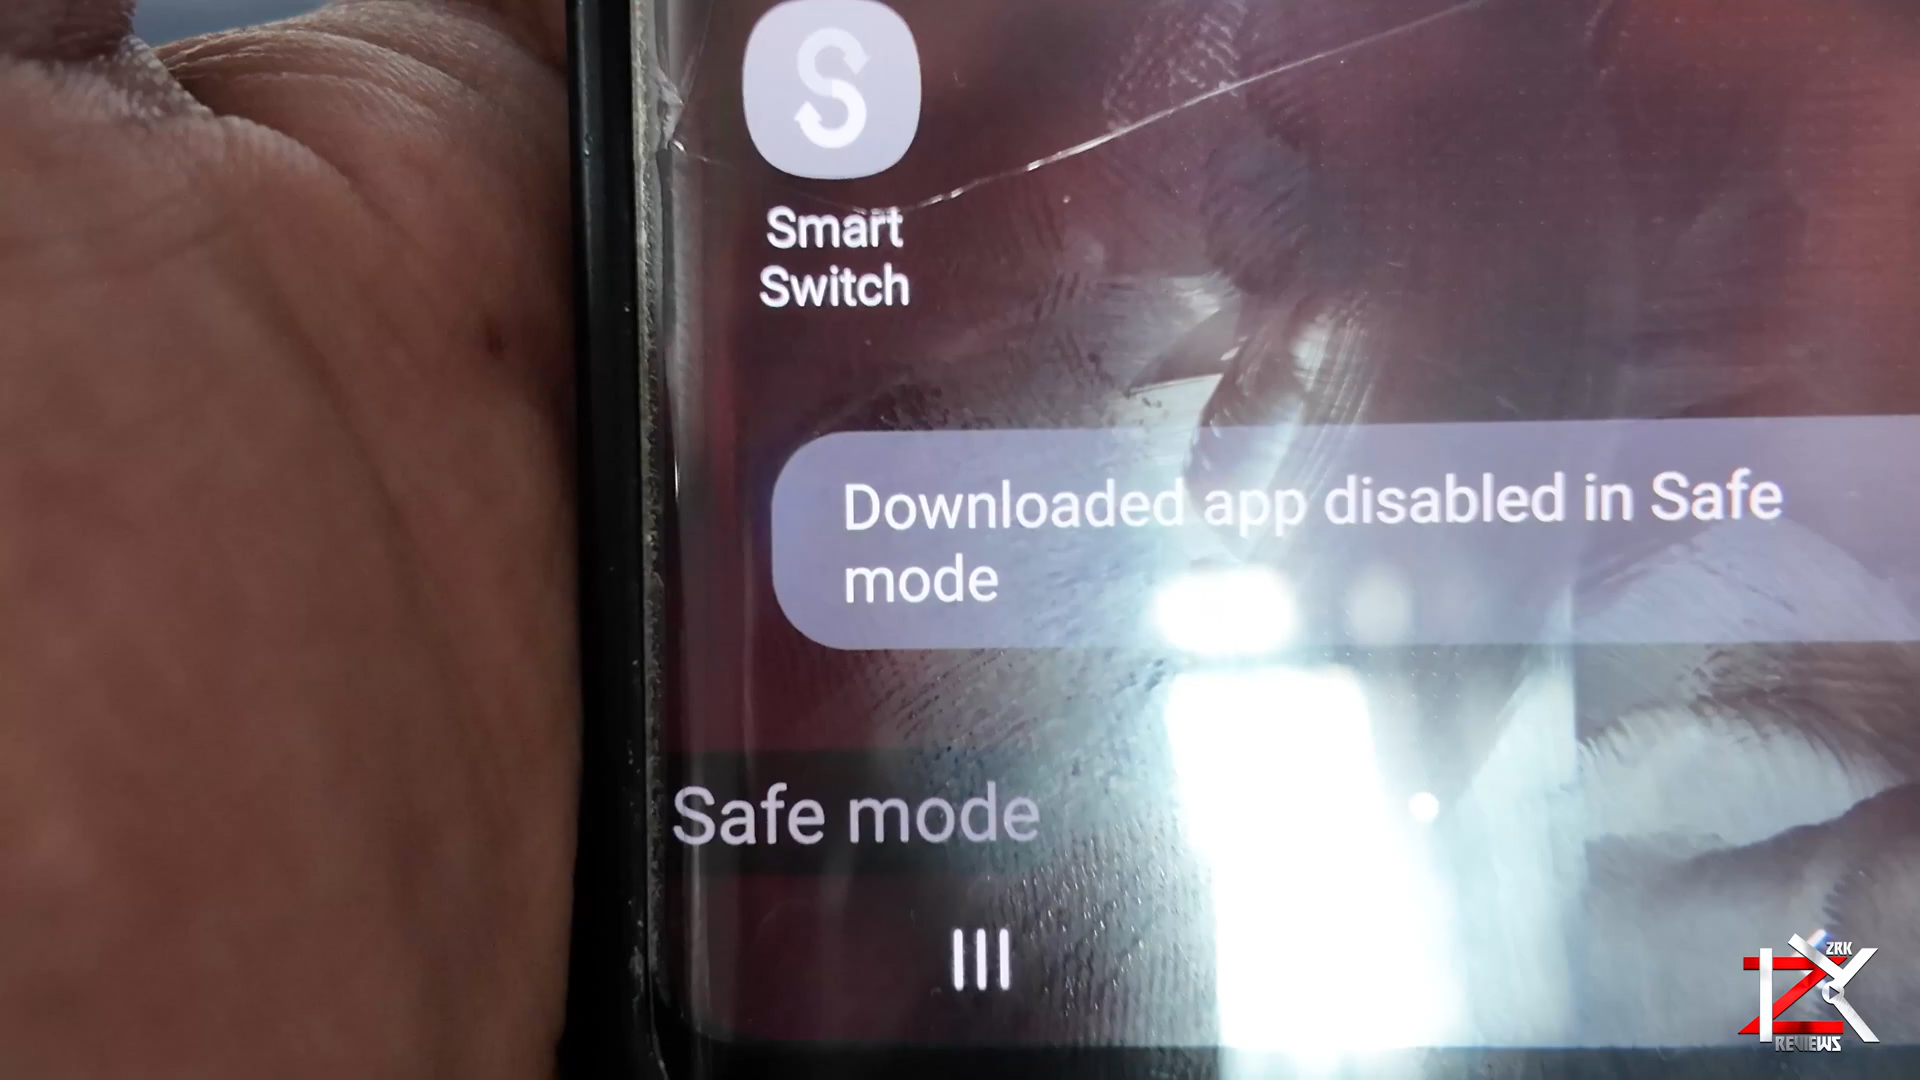 Smart
Switch
Downloaded app disabled in Safe
mode
Safe mode
ZRK
REVIEWS